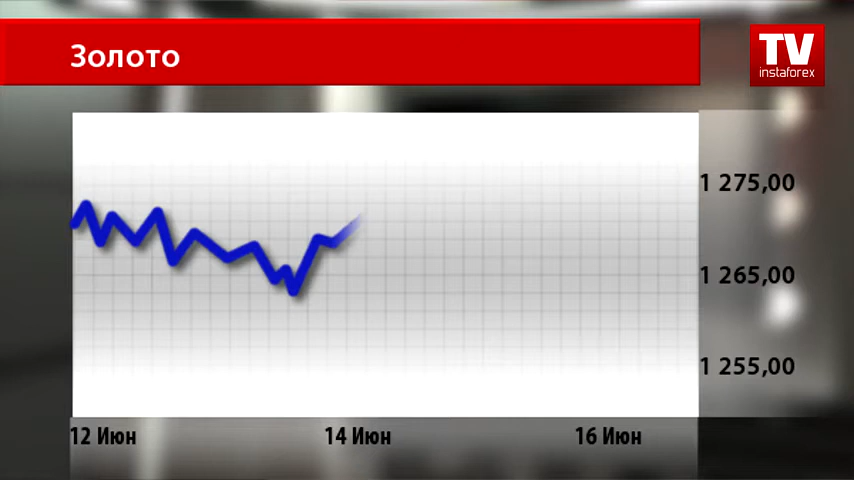 Золото
TV
instaforex
1 275,00
1 265,00
1 255,00
12 Июн
14 Июн
16 Июн